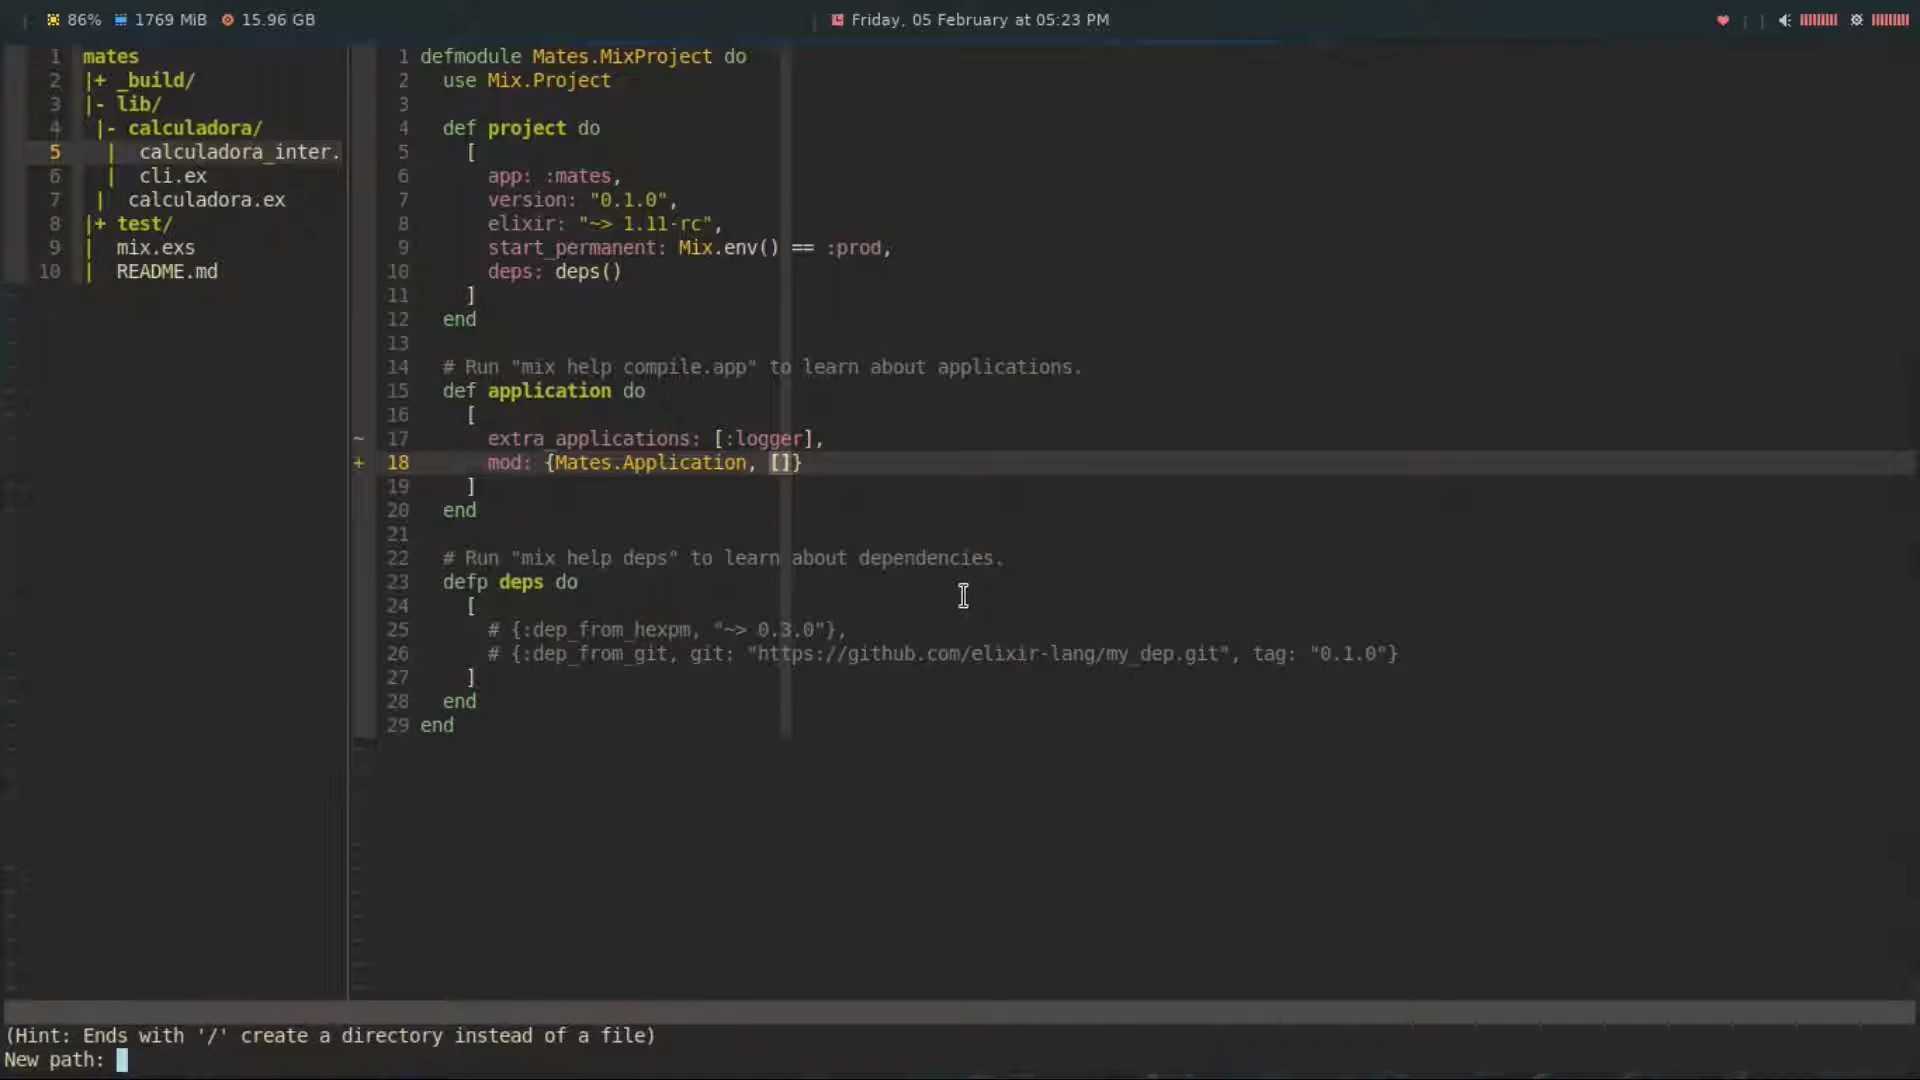 86% 1769 MiB 15.96 GB
Friday, 05 February at 05:23 PM
1 mates
2 |+ _build/
3 |- lib/
4 |- calculadora/
5 | calculadora_inter.
6 | cli.ex
7 | calculadora.ex
8 |+ test/
9 | mix.exs
10 | README.md
1 defmodule Mates.MixProject do
2 use Mix.Project
3
4 def project do
5 [
6 app: :mates,
7 version: "0.1.0",
8 elixir: "~> 1.11-rc",
9 start_permanent: Mix.env() == :prod,
10 deps: deps()
11 ]
12 end
13
14 # Run "mix help compile.app" to learn about applications.
15 def application do
16 [
~ 17 extra_applications: [:logger],
+ 18 mod: {Mates.Application, []}
19 ]
20 end
21
22 # Run "mix help deps" to learn about dependencies.
23 defp deps do
24 [
25 # {:dep_from_hexpm, "~> 0.3.0"},
26 # {:dep_from_git, git: "https://github.com/elixir-lang/my_dep.git", tag: "0.1.0"}
27 ]
28 end
29 end
(Hint: Ends with '/' create a directory instead of a file)
New path: